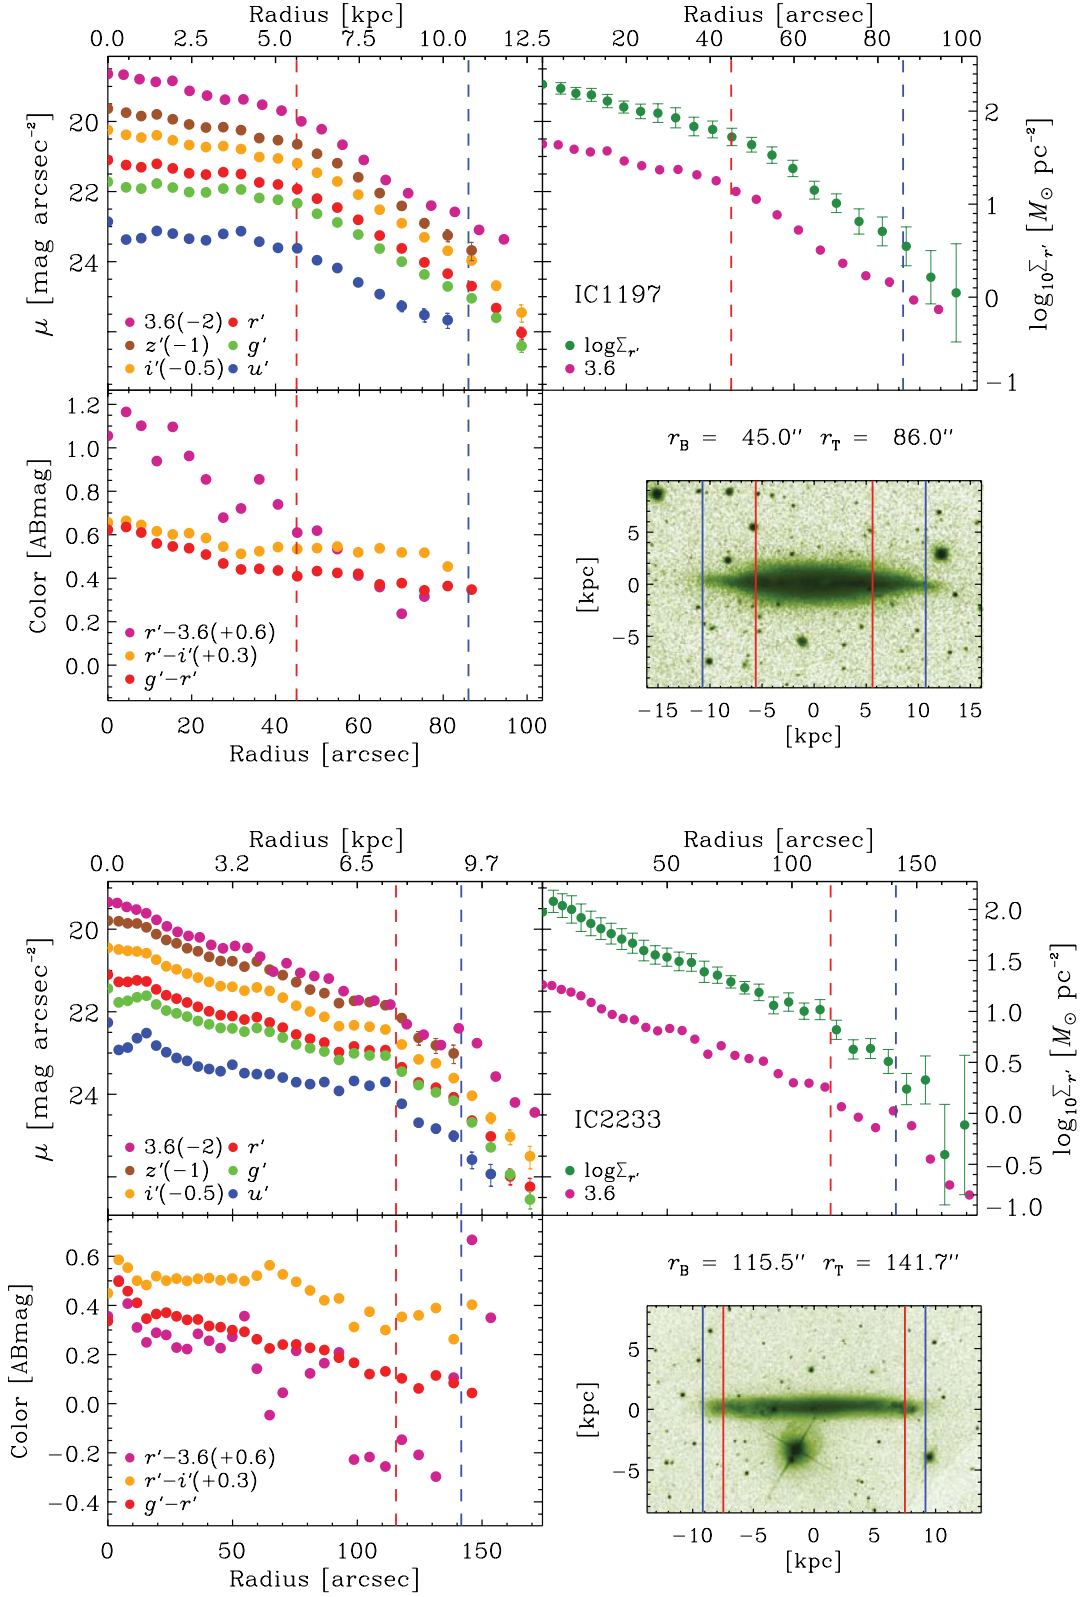 Radius [kpc]
Radius [arcsec]
0.0 2.5 5.0 7.5 10.0 12.5
20 40 60 80 100
μ [mag arcsec⁻²]
20
22
24
3.6(−2) r′
z′(−1) g′
i′(−0.5) u′
IC1197
logΣr′
3.6
2
1
0
−1
log₁₀Σr′ [M⊙ pc⁻²]
Color [ABmag]
1.2
1.0
0.8
0.6
0.4
0.2
0.0
r′−3.6(+0.6)
r′−i′(+0.3)
g′−r′
0 20 40 60 80 100
Radius [arcsec]
rB = 45.0″ rT = 86.0″
[kpc]
5
0
−5
−15 −10 −5 0 5 10 15
[kpc]
Radius [kpc]
Radius [arcsec]
0.0 3.2 6.5 9.7
50 100 150
μ [mag arcsec⁻²]
20
22
24
3.6(−2) r′
z′(−1) g′
i′(−0.5) u′
IC2233
logΣr′
3.6
2.0
1.5
1.0
0.5
0.0
−0.5
−1.0
log₁₀Σr′ [M⊙ pc⁻²]
Color [ABmag]
0.6
0.4
0.2
0.0
−0.2
−0.4
r′−3.6(+0.6)
r′−i′(+0.3)
g′−r′
0 50 100 150
Radius [arcsec]
rB = 115.5″ rT = 141.7″
[kpc]
5
0
−5
−10 −5 0 5 10
[kpc]